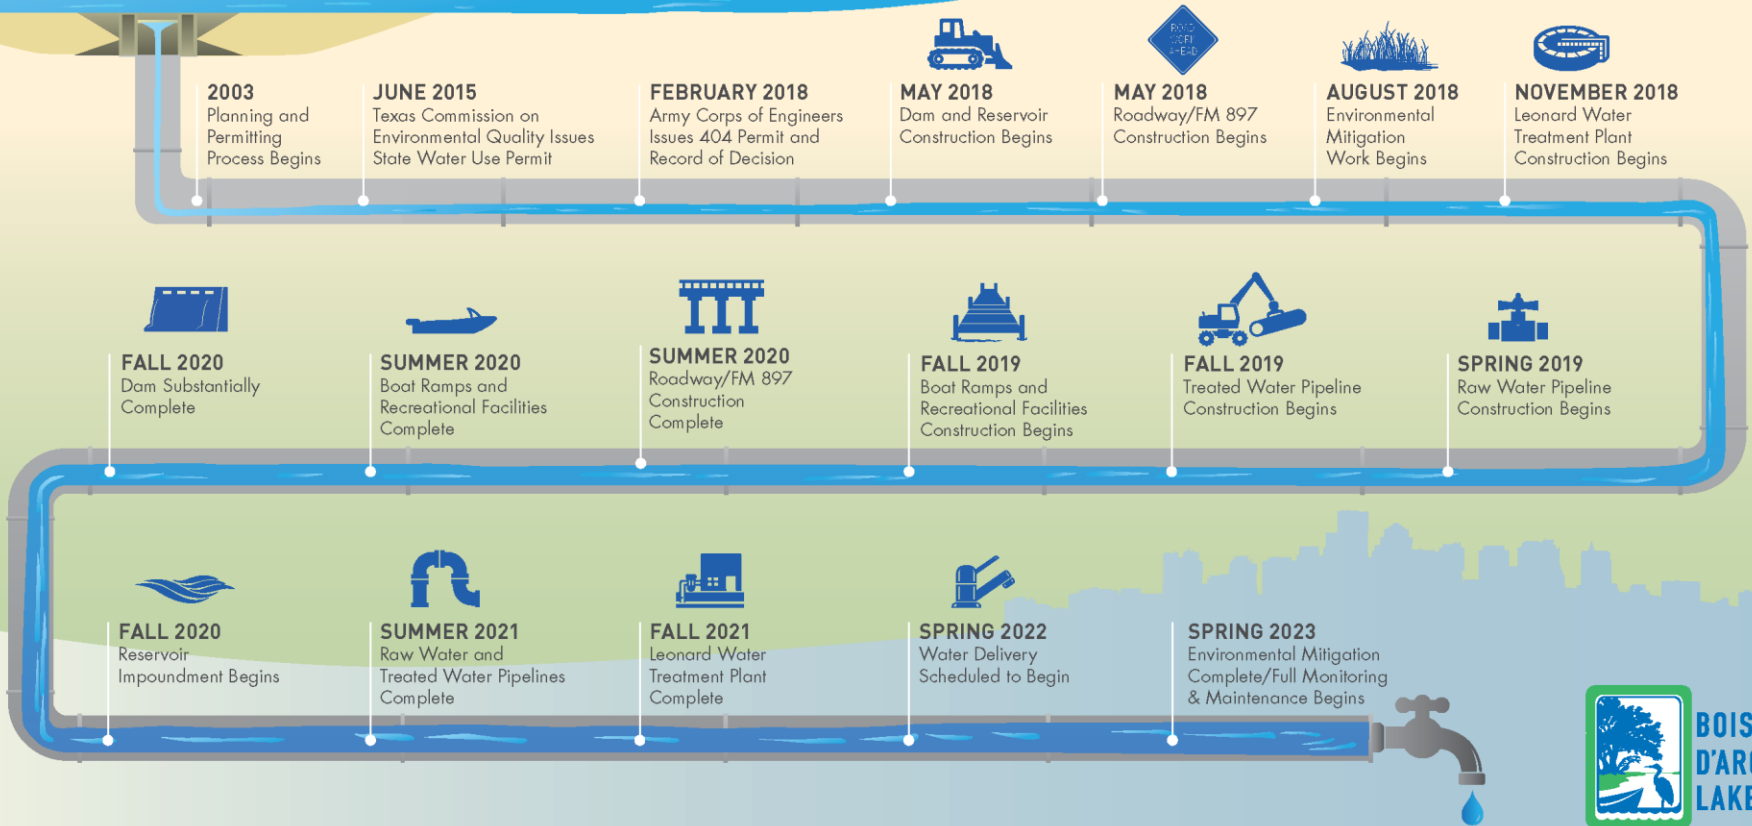 2003
Planning and
Permitting
Process Begins
JUNE 2015
Texas Commission on
Environmental Quality Issues
State Water Use Permit
FEBRUARY 2018
Army Corps of Engineers
Issues 404 Permit and
Record of Decision
MAY 2018
Dam and Reservoir
Construction Begins
ROAD
WORK
AHEAD
MAY 2018
Roadway/FM 897
Construction Begins
AUGUST 2018
Environmental
Mitigation
Work Begins
NOVEMBER 2018
Leonard Water
Treatment Plant
Construction Begins
SPRING 2019
Raw Water Pipeline
Construction Begins
FALL 2019
Treated Water Pipeline
Construction Begins
FALL 2019
Boat Ramps and
Recreational Facilities
Construction Begins
SUMMER 2020
Roadway/FM 897
Construction
Complete
SUMMER 2020
Boat Ramps and
Recreational Facilities
Complete
FALL 2020
Dam Substantially
Complete
FALL 2020
Reservoir
Impoundment Begins
SUMMER 2021
Raw Water and
Treated Water Pipelines
Complete
FALL 2021
Leonard Water
Treatment Plant
Complete
SPRING 2022
Water Delivery
Scheduled to Begin
SPRING 2023
Environmental Mitigation
Complete/Full Monitoring
& Maintenance Begins
BOIS
D'ARC
LAKE